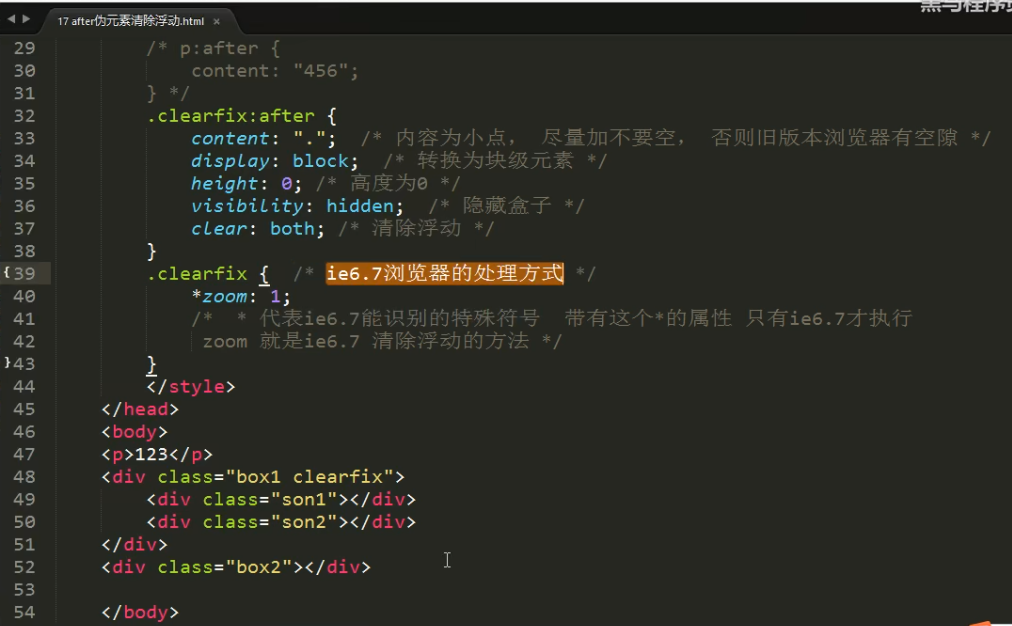 黑马程序员
17 after伪元素清除浮动.html ×
29 /* p:after {
30 content: "456";
31 } */
32 .clearfix:after {
33 content: "."; /* 内容为小点， 尽量加不要空， 否则旧版本浏览器有空隙 */
34 display: block; /* 转换为块级元素 */
35 height: 0; /* 高度为0 */
36 visibility: hidden; /* 隐藏盒子 */
37 clear: both; /* 清除浮动 */
38 }
39 .clearfix { /* ie6.7浏览器的处理方式 */
40 *zoom: 1;
41 /* * 代表ie6.7能识别的特殊符号 带有这个*的属性 只有ie6.7才执行
42 zoom 就是ie6.7 清除浮动的方法 */
43 }
44 </style>
45 </head>
46 <body>
47 <p>123</p>
48 <div class="box1 clearfix">
49 <div class="son1"></div>
50 <div class="son2"></div>
51 </div>
52 <div class="box2"></div>
53
54 </body>